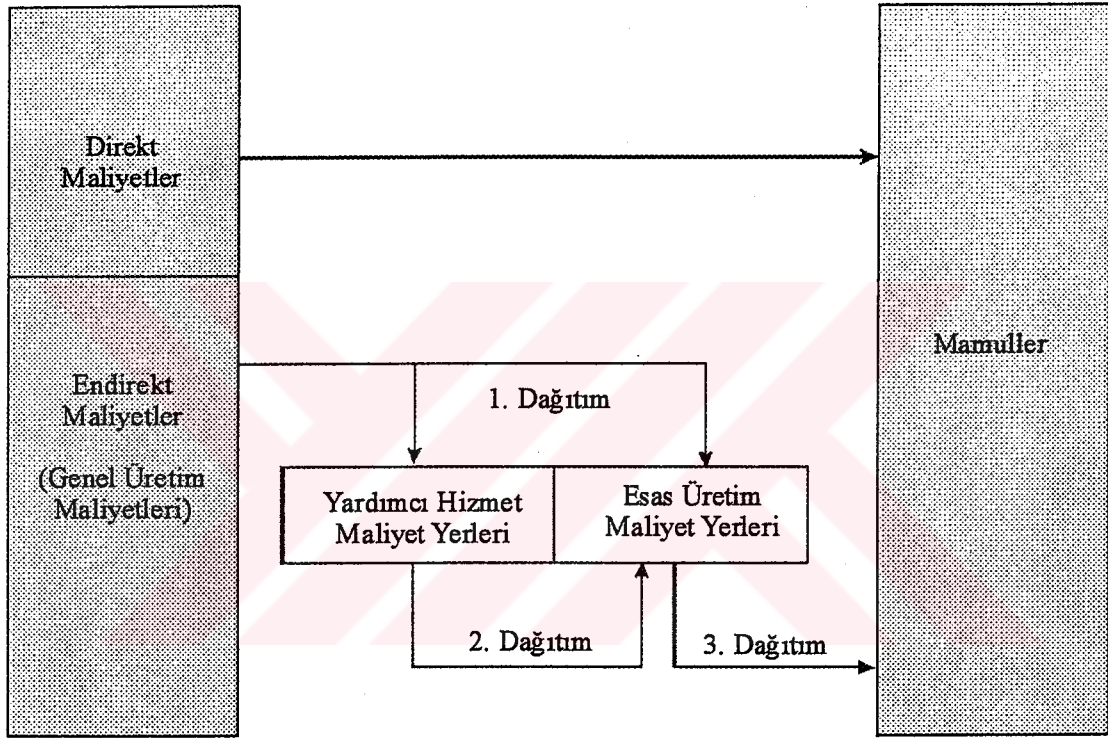 Direkt
Maliyetler
Endirekt
Maliyetler
(Genel Üretim
Maliyetleri)
1. Dağıtım
Yardımcı Hizmet
Maliyet Yerleri
Esas Üretim
Maliyet Yerleri
2. Dağıtım
3. Dağıtım
Mamuller